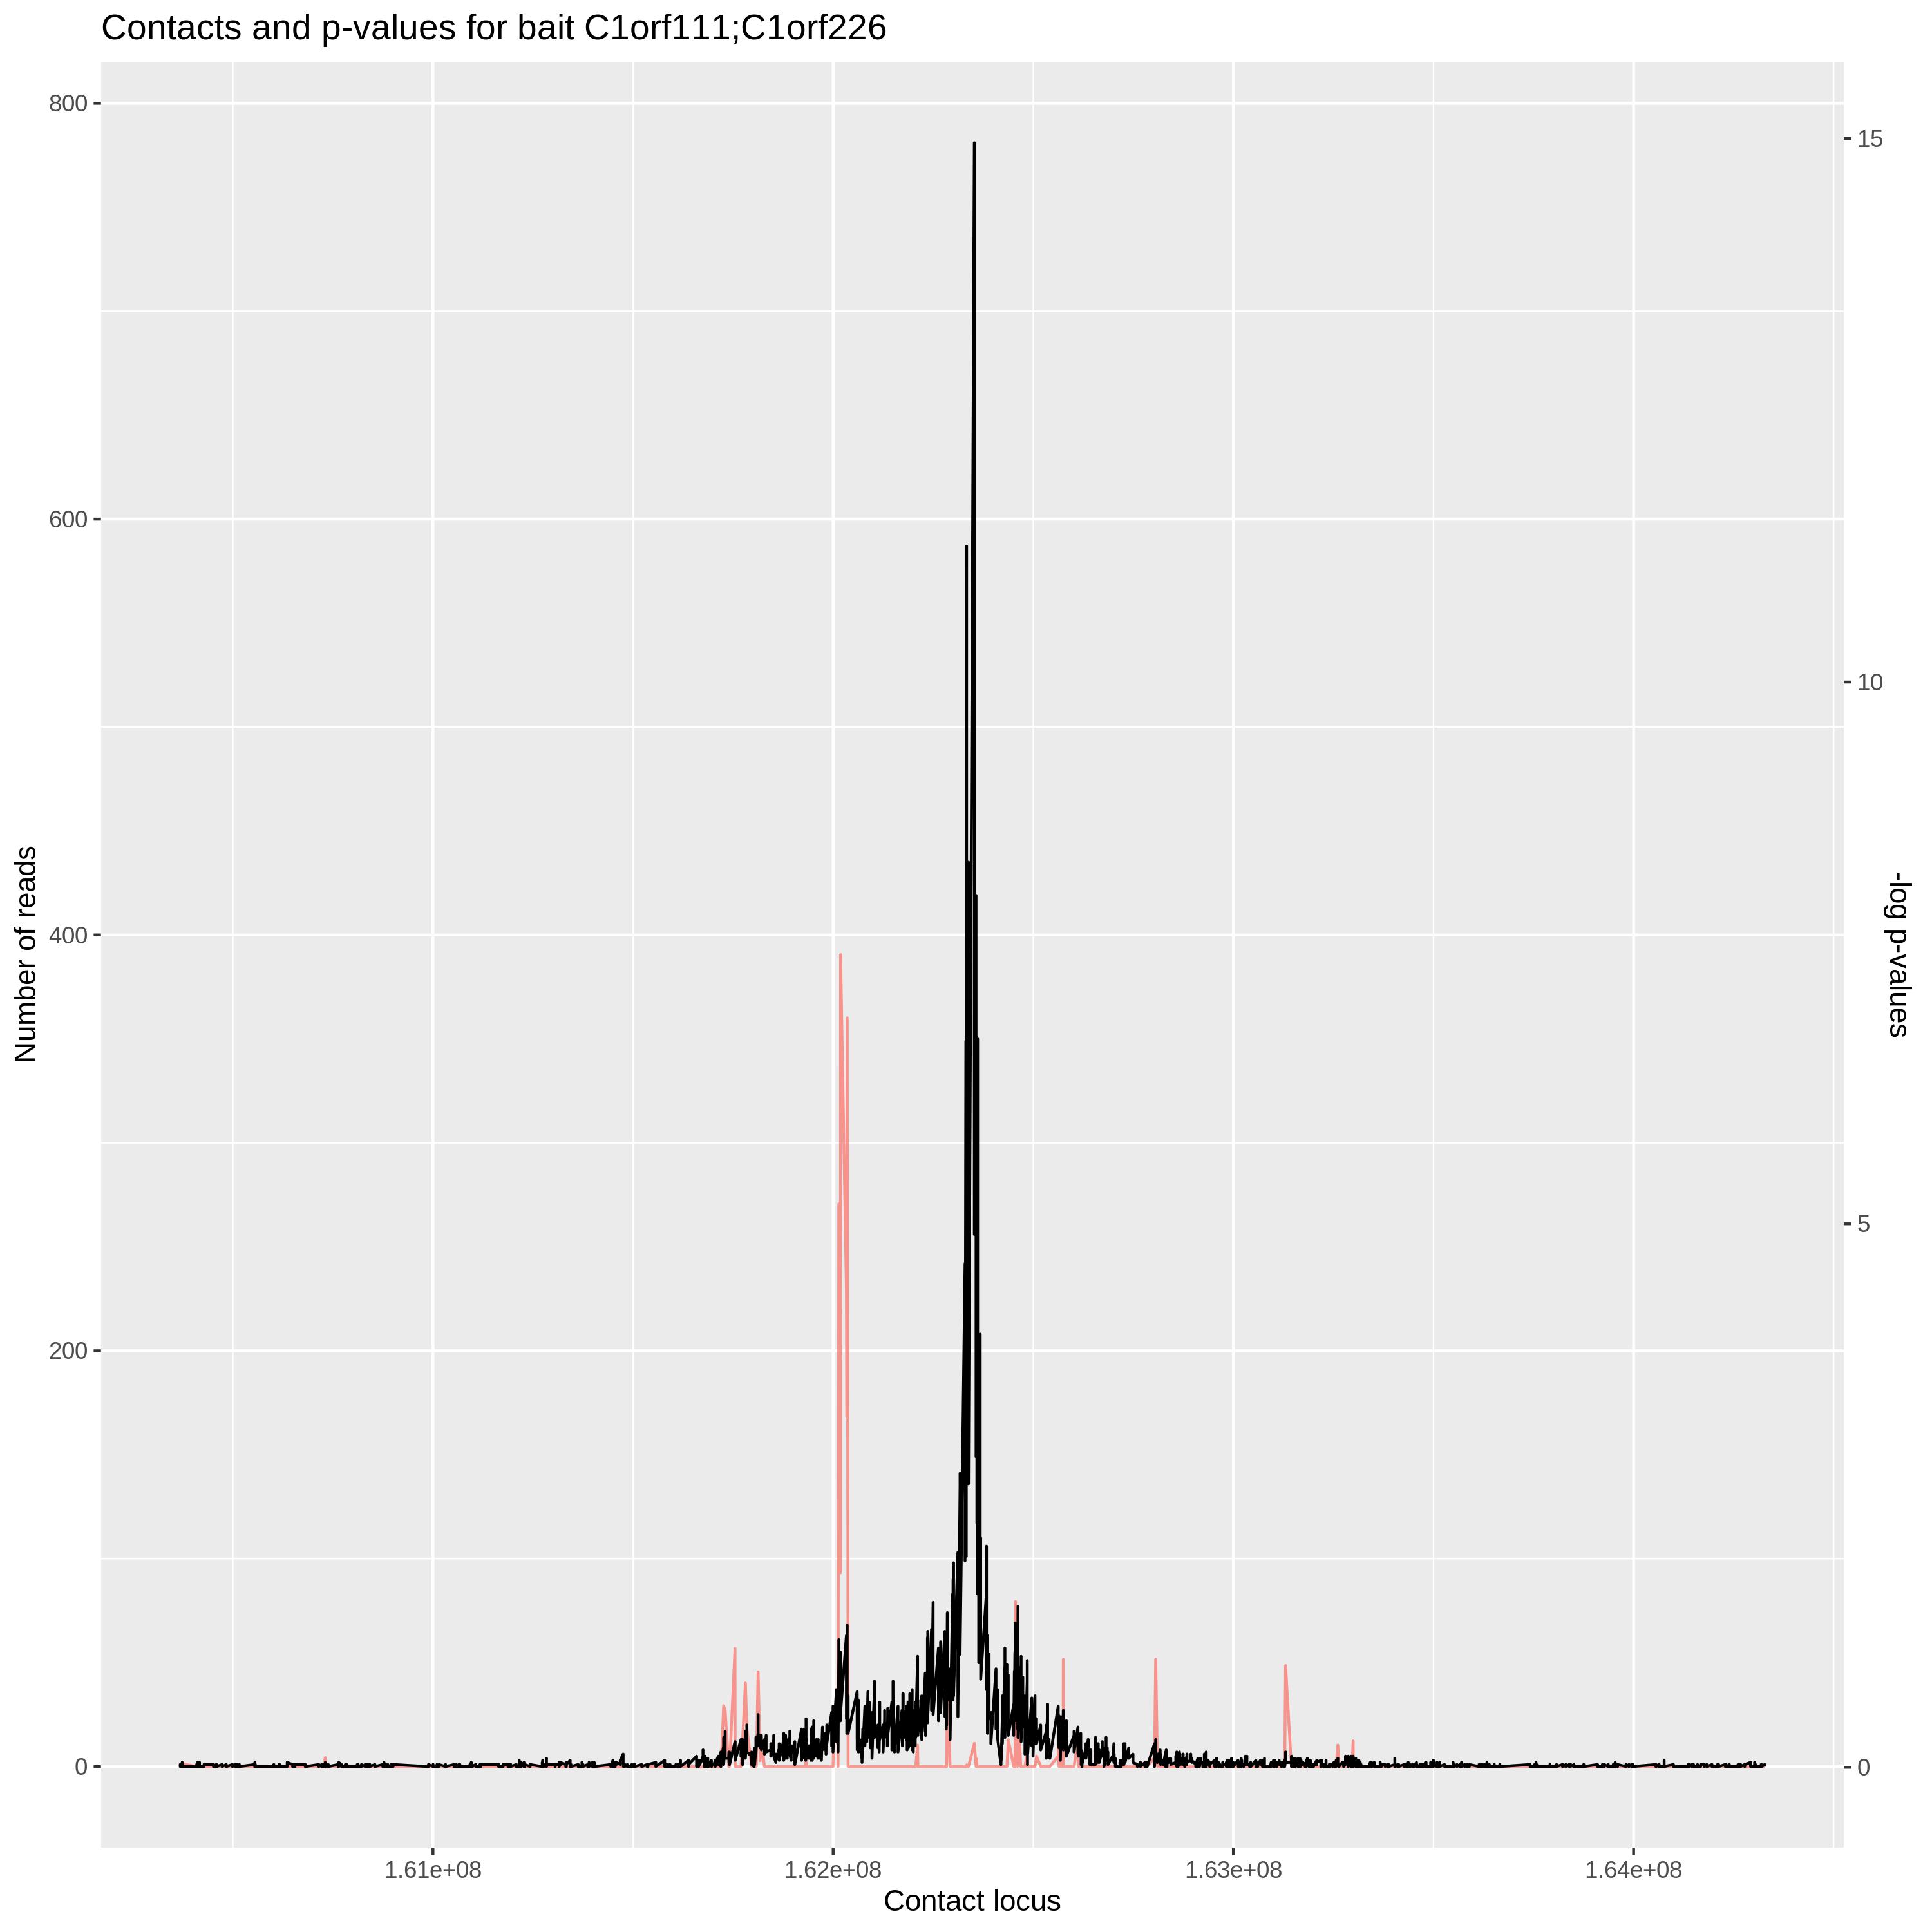 Contacts and p-values for bait C1orf111;C1orf226
800
600
400
200
0
Number of reads
15
10
5
0
-log p-values
1.61e+08
1.62e+08
1.63e+08
1.64e+08
Contact locus